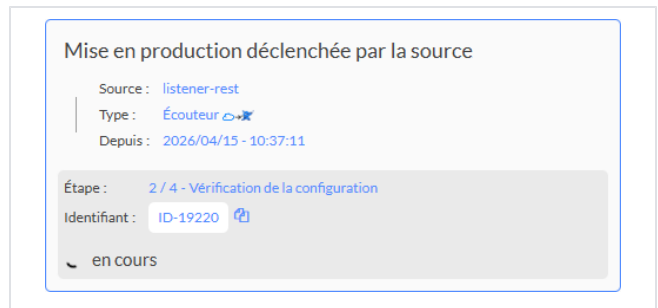 Mise en production déclenchée par la source
Source : listener-rest
Type : Écouteur
Depuis : 2026/04/15 - 10:37:11
Étape : 2 / 4 - Vérification de la configuration
Identifiant : ID-19220
en cours